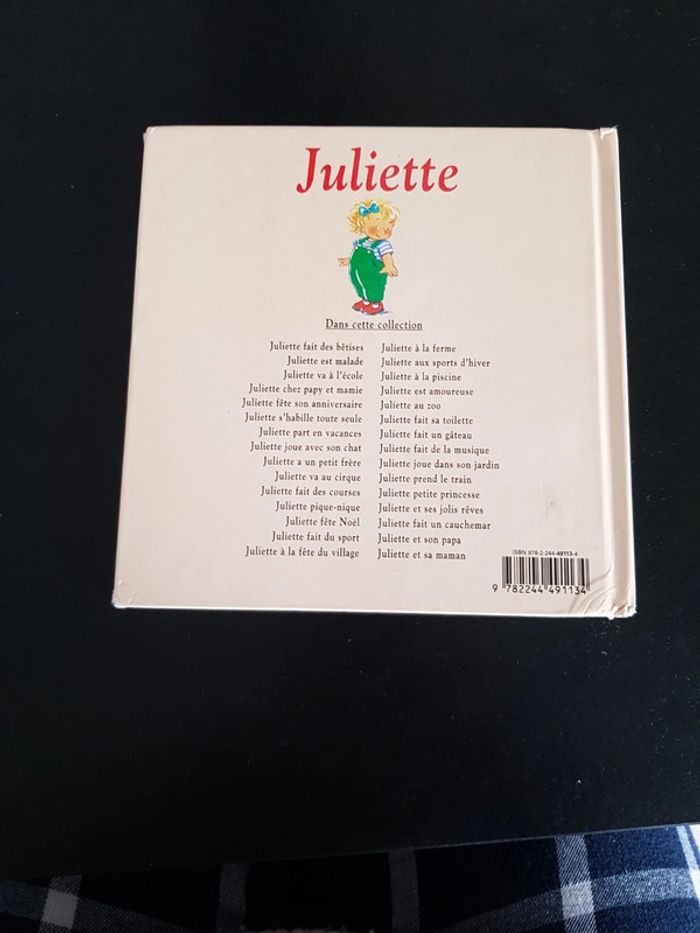 Juliette
Dans cette collection
Juliette fait des bêtises
Juliette est malade
Juliette va à l'école
Juliette chez papy et mamie
Juliette fête son anniversaire
Juliette s'habille toute seule
Juliette part en vacances
Juliette joue avec son chat
Juliette a un petit frère
Juliette va au cirque
Juliette fait des courses
Juliette pique-nique
Juliette fête Noël
Juliette fait du sport
Juliette à la fête du village
Juliette à la ferme
Juliette aux sports d'hiver
Juliette à la piscine
Juliette est amoureuse
Juliette au zoo
Juliette fait sa toilette
Juliette fait un gâteau
Juliette fait de la musique
Juliette joue dans son jardin
Juliette prend le train
Juliette petite princesse
Juliette et ses jolis rêves
Juliette fait un cauchemar
Juliette et son papa
Juliette et sa maman
ISBN 978-2-244-49113-4
9 782244 491134